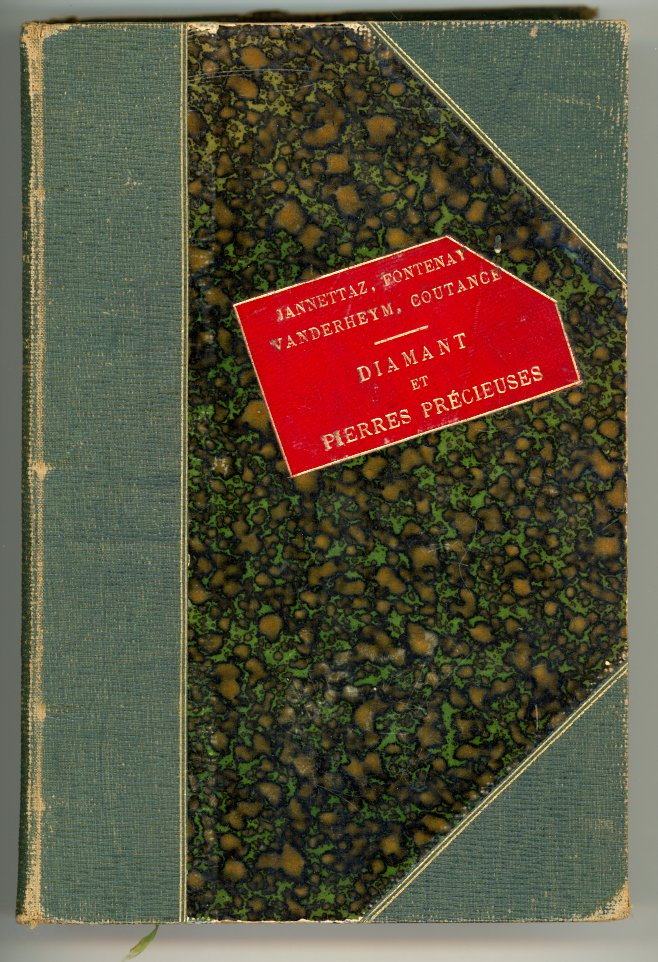 JANNETTAZ, FONTENAY
VANDERHEYM, COUTANCE
DIAMANT
ET
PIERRES PRÉCIEUSES